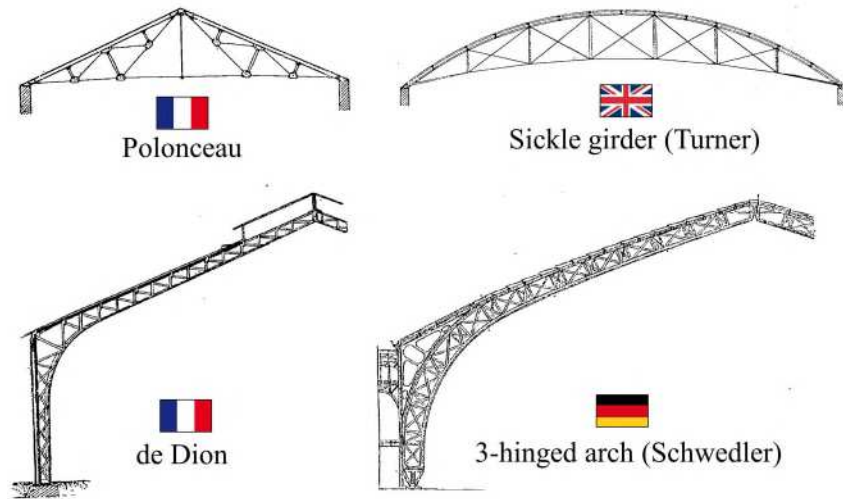 Polonceau
Sickle girder (Turner)
de Dion
3-hinged arch (Schwedler)